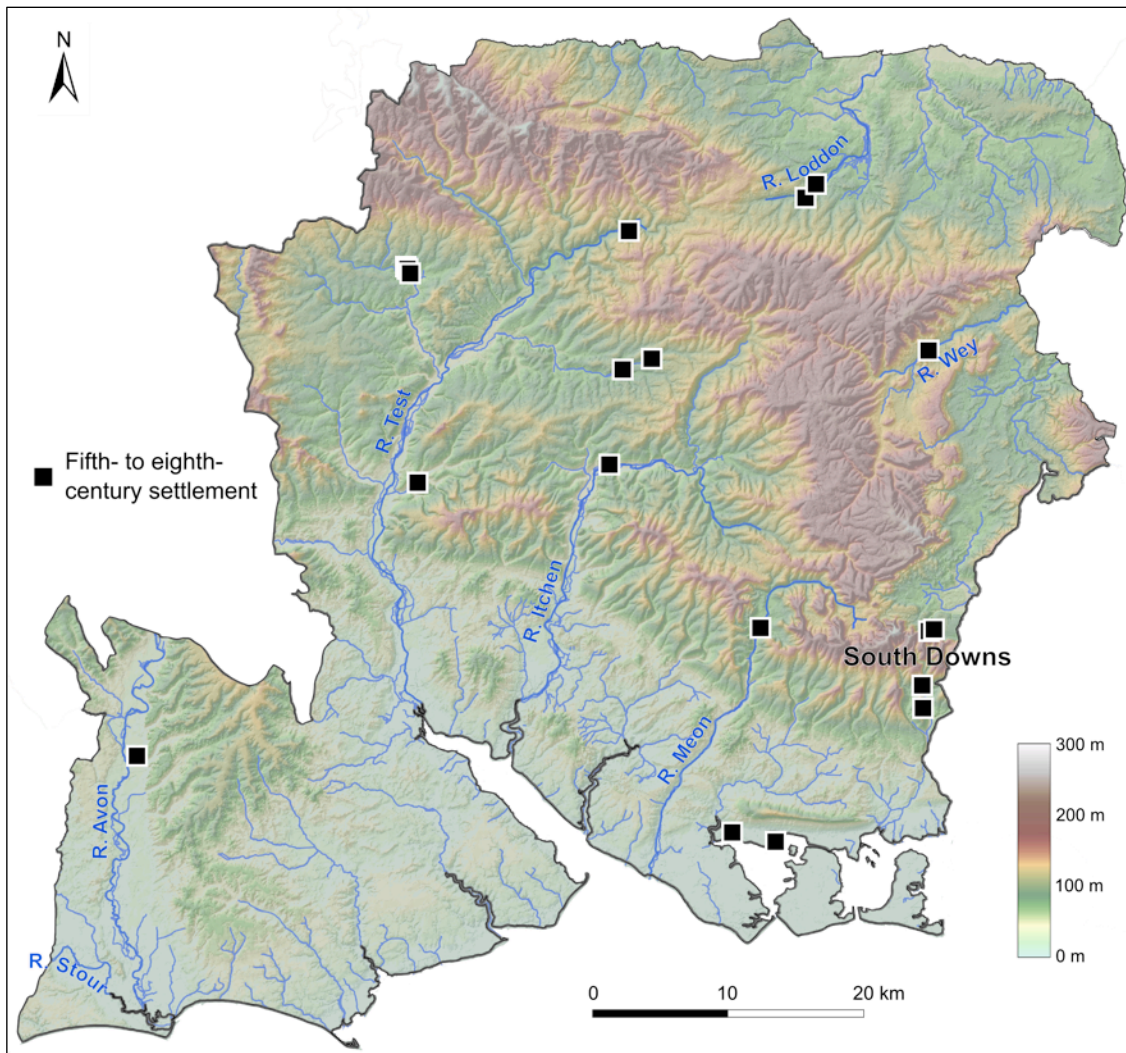 N
R. Loddon
R. Wey
R. Test
Fifth- to eighth-
century settlement
R. Itchen
South Downs
R. Meon
R. Avon
R. Stour
300 m
200 m
100 m
0 m
0 10 20 km